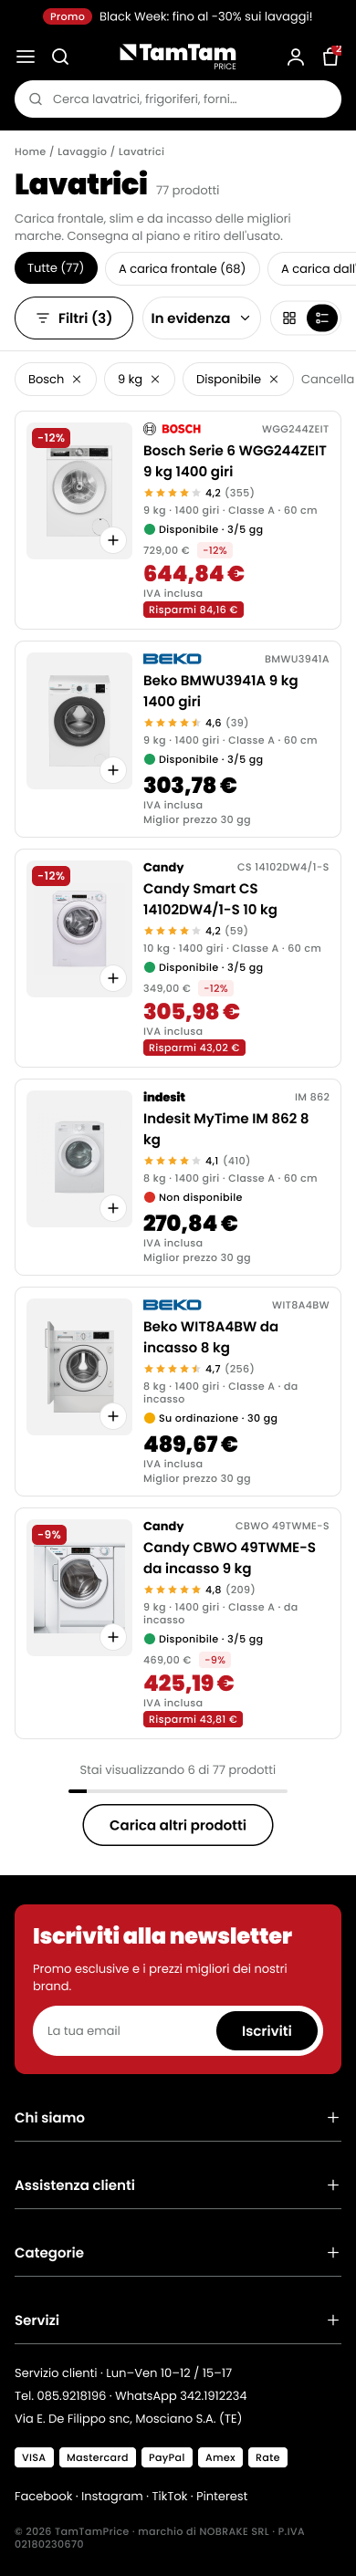 Promo Black Week: fino al -30% sui lavaggi!
TamTam
PRICE
2
Cerca lavatrici, frigoriferi, forni...
Home / Lavaggio / Lavatrici
Lavatrici 77 prodotti
Carica frontale, slim e da incasso delle migliori
marche. Consegna al piano e ritiro dell'usato.
Tutte (77) A carica frontale (68) A carica dall'
Filtri (3) In evidenza
Bosch 9 kg Disponibile Cancella
-12% BOSCH WGG244ZEIT
Bosch Serie 6 WGG244ZEIT
9 kg 1400 giri
4,2 (355)
9 kg · 1400 giri · Classe A · 60 cm
Disponibile · 3/5 gg
729,00 € -12%
644,84 €
IVA inclusa
Risparmi 84,16 €
BEKO BMWU3941A
Beko BMWU3941A 9 kg
1400 giri
4,6 (39)
9 kg · 1400 giri · Classe A · 60 cm
Disponibile · 3/5 gg
303,78 €
IVA inclusa
Miglior prezzo 30 gg
-12% Candy CS 14102DW4/1-S
Candy Smart CS
14102DW4/1-S 10 kg
4,2 (59)
10 kg · 1400 giri · Classe A · 60 cm
Disponibile · 3/5 gg
349,00 € -12%
305,98 €
IVA inclusa
Risparmi 43,02 €
indesit IM 862
Indesit MyTime IM 862 8
kg
4,1 (410)
8 kg · 1400 giri · Classe A · 60 cm
Non disponibile
270,84 €
IVA inclusa
Miglior prezzo 30 gg
BEKO WIT8A4BW
Beko WIT8A4BW da
incasso 8 kg
4,7 (256)
8 kg · 1400 giri · Classe A · da
incasso
Su ordinazione · 30 gg
489,67 €
IVA inclusa
Miglior prezzo 30 gg
-9% Candy CBWO 49TWME-S
Candy CBWO 49TWME-S
da incasso 9 kg
4,8 (209)
9 kg · 1400 giri · Classe A · da
incasso
Disponibile · 3/5 gg
469,00 € -9%
425,19 €
IVA inclusa
Risparmi 43,81 €
Stai visualizzando 6 di 77 prodotti
Carica altri prodotti
Iscriviti alla newsletter
Promo esclusive e i prezzi migliori dei nostri
brand.
La tua email Iscriviti
Chi siamo
Assistenza clienti
Categorie
Servizi
Servizio clienti · Lun–Ven 10–12 / 15–17
Tel. 085.9218196 · WhatsApp 342.1912234
Via E. De Filippo snc, Mosciano S.A. (TE)
VISA Mastercard PayPal Amex Rate
Facebook · Instagram · TikTok · Pinterest
© 2026 TamTamPrice · marchio di NOBRAKE SRL · P.IVA
02180230670